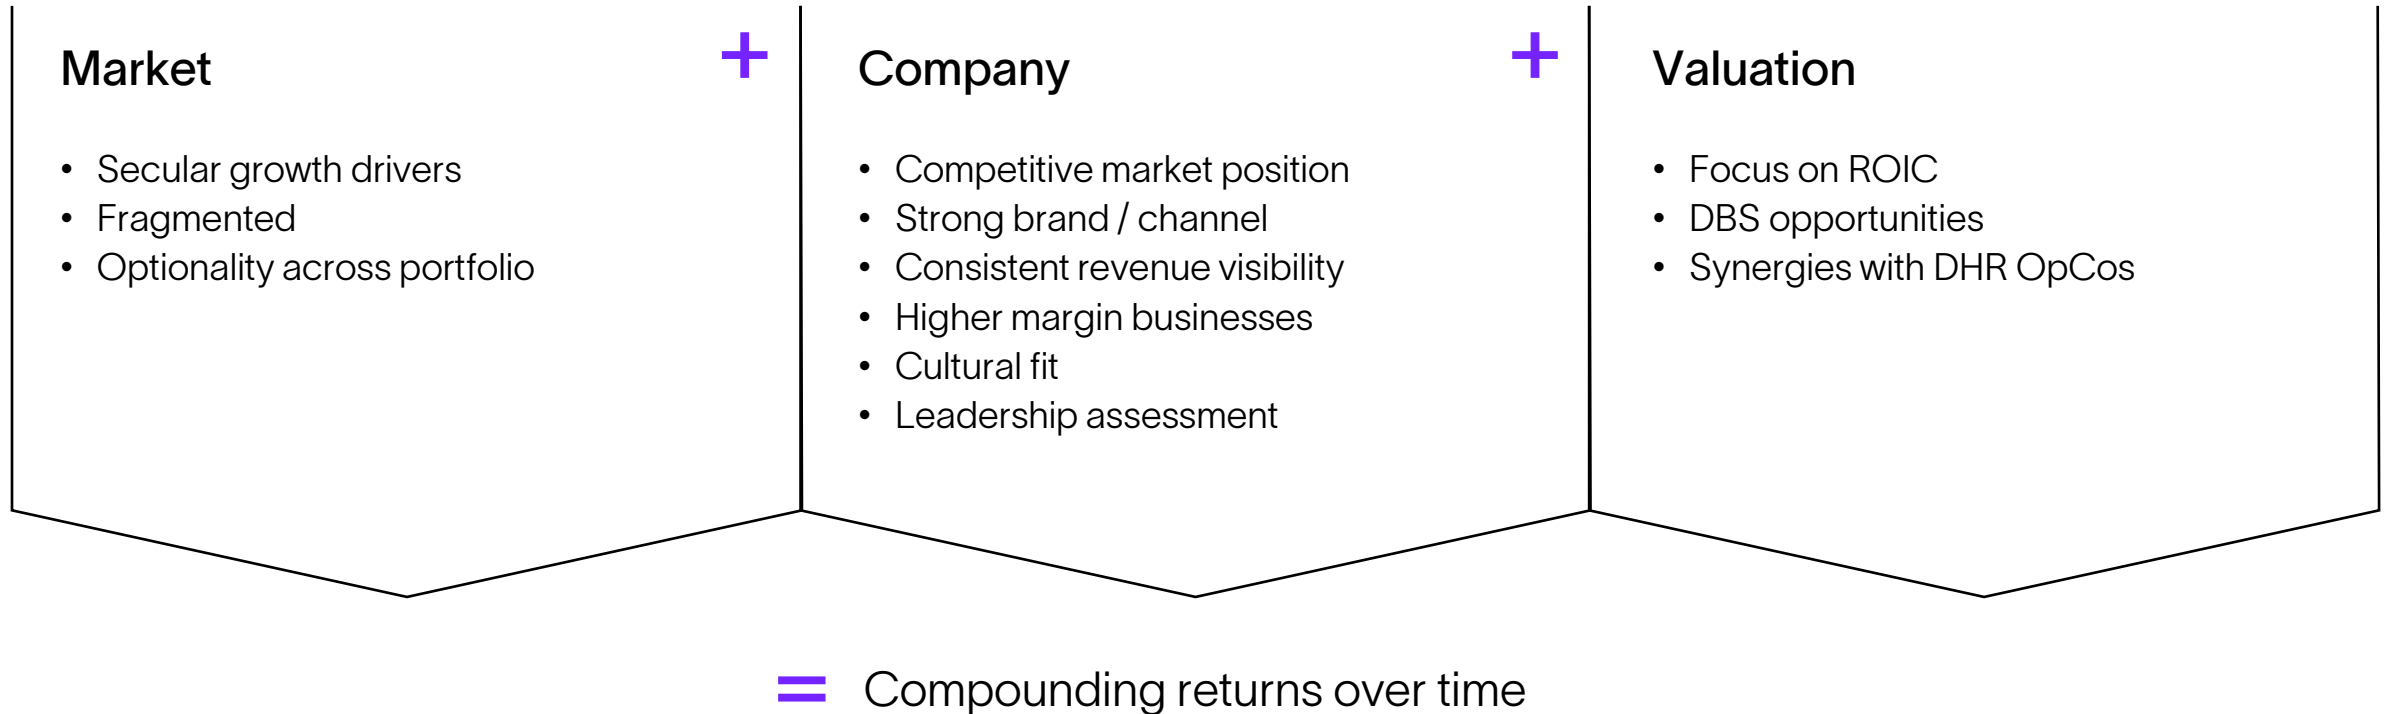 Market
+
• Secular growth drivers
• Fragmented
• Optionality across portfolio
Company
+
• Competitive market position
• Strong brand / channel
• Consistent revenue visibility
• Higher margin businesses
• Cultural fit
• Leadership assessment
Valuation
• Focus on ROIC
• DBS opportunities
• Synergies with DHR OpCos
= Compounding returns over time